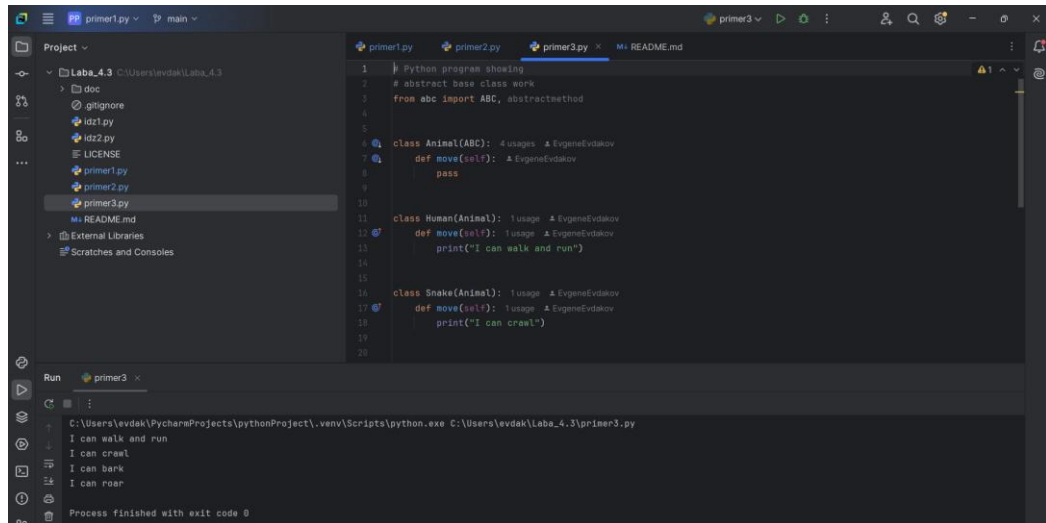 PP primer1.py main primer3
Project
Laba_4.3 C:\Users\evdak\Laba_4.3
doc
.gitignore
idz1.py
idz2.py
LICENSE
primer1.py
primer2.py
primer3.py
README.md
External Libraries
Scratches and Consoles
primer1.py primer2.py primer3.py README.md
1 # Python program showing 1
2 # abstract base class work
3 from abc import ABC, abstractmethod
4
5
6 class Animal(ABC): 4 usages EvgeneEvdakov
7 def move(self): EvgeneEvdakov
8 pass
9
10
11 class Human(Animal): 1 usage EvgeneEvdakov
12 def move(self): 1 usage EvgeneEvdakov
13 print("I can walk and run")
14
15
16 class Snake(Animal): 1 usage EvgeneEvdakov
17 def move(self): 1 usage EvgeneEvdakov
18 print("I can crawl")
19
20
Run primer3
C:\Users\evdak\PycharmProjects\pythonProject\.venv\Scripts\python.exe C:\Users\evdak\Laba_4.3\primer3.py
I can walk and run
I can crawl
I can bark
I can roar
Process finished with exit code 0